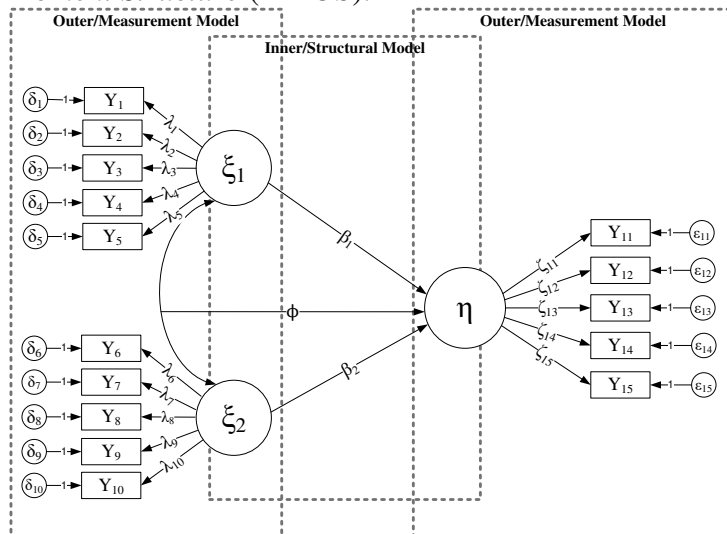 Outer/Measurement Model
Outer/Measurement Model
Inner/Structural Model
δ1 1 Y1 λ1
δ2 1 Y2 λ2
δ3 1 Y3 λ3
δ4 1 Y4 λ4
δ5 1 Y5 λ5
ξ1
β1
Y11 1 ε11 ζ11
Y12 1 ε12 ζ12
Y13 1 ε13 ζ13
Y14 1 ε14 ζ14
Y15 1 ε15 ζ15
η
ϕ
β2
δ6 1 Y6 λ6
δ7 1 Y7 λ7
δ8 1 Y8 λ8
δ9 1 Y9 λ9
δ10 1 Y10 λ10
ξ2